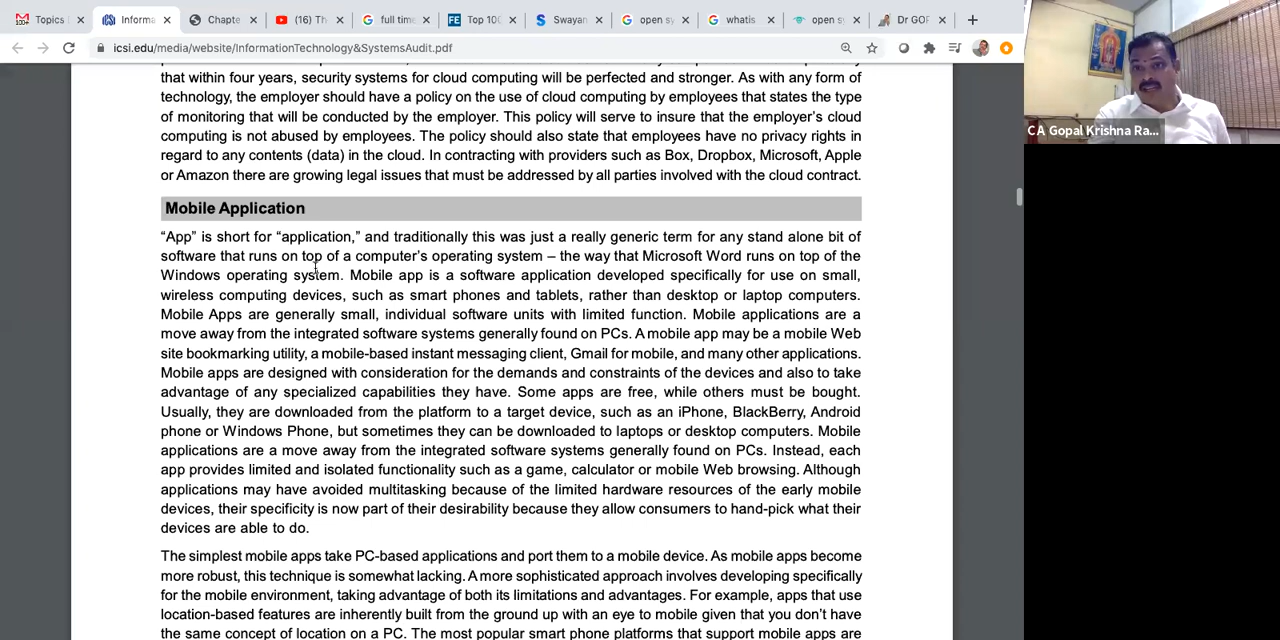 Topics
100+
Informa
Chapte
(16) Th
full time
Top 100
Swayan
open sy
whatis
open sy
Dr GOF
icsi.edu/media/website/InformationTechnology&SystemsAudit.pdf
that within four years, security systems for cloud computing will be perfected and stronger. As with any form of
technology, the employer should have a policy on the use of cloud computing by employees that states the type
of monitoring that will be conducted by the employer. This policy will serve to insure that the employer's cloud
computing is not abused by employees. The policy should also state that employees have no privacy rights in
regard to any contents (data) in the cloud. In contracting with providers such as Box, Dropbox, Microsoft, Apple
or Amazon there are growing legal issues that must be addressed by all parties involved with the cloud contract.
Mobile Application
“App” is short for “application,” and traditionally this was just a really generic term for any stand alone bit of
software that runs on top of a computer's operating system – the way that Microsoft Word runs on top of the
Windows operating system. Mobile app is a software application developed specifically for use on small,
wireless computing devices, such as smart phones and tablets, rather than desktop or laptop computers.
Mobile Apps are generally small, individual software units with limited function. Mobile applications are a
move away from the integrated software systems generally found on PCs. A mobile app may be a mobile Web
site bookmarking utility, a mobile-based instant messaging client, Gmail for mobile, and many other applications.
Mobile apps are designed with consideration for the demands and constraints of the devices and also to take
advantage of any specialized capabilities they have. Some apps are free, while others must be bought.
Usually, they are downloaded from the platform to a target device, such as an iPhone, BlackBerry, Android
phone or Windows Phone, but sometimes they can be downloaded to laptops or desktop computers. Mobile
applications are a move away from the integrated software systems generally found on PCs. Instead, each
app provides limited and isolated functionality such as a game, calculator or mobile Web browsing. Although
applications may have avoided multitasking because of the limited hardware resources of the early mobile
devices, their specificity is now part of their desirability because they allow consumers to hand-pick what their
devices are able to do.
The simplest mobile apps take PC-based applications and port them to a mobile device. As mobile apps become
more robust, this technique is somewhat lacking. A more sophisticated approach involves developing specifically
for the mobile environment, taking advantage of both its limitations and advantages. For example, apps that use
location-based features are inherently built from the ground up with an eye to mobile given that you don't have
the same concept of location on a PC. The most popular smart phone platforms that support mobile apps are
C A Gopal Krishna Ra...